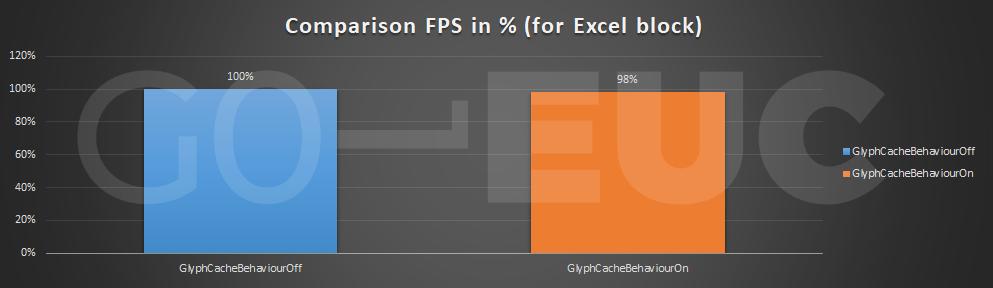 Comparison FPS in % (for Excel block)
120%
100%
80%
60%
40%
20%
0%
100%
98%
GO-EUC
GlyphCacheBehaviourOff
GlyphCacheBehaviourOn
GlyphCacheBehaviourOff
GlyphCacheBehaviourOn